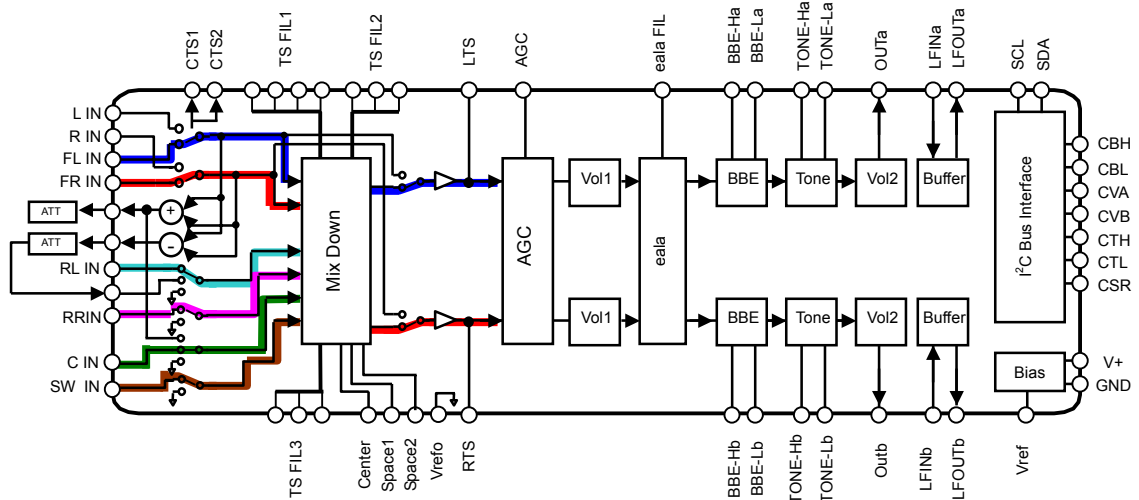 CTS1
CTS2
TS FIL1
TS FIL2
LTS
AGC
eala FIL
BBE-Ha
BBE-La
TONE-Ha
TONE-La
OUTa
LFINa
LFOUTa
SCL
SDA
L IN
R IN
FL IN
FR IN
ATT
ATT
RL IN
RRIN
C IN
SW IN
+
-
Mix Down
AGC
Vol1
eala
BBE
Tone
Vol2
Buffer
Vol1
BBE
Tone
Vol2
Buffer
I²C Bus Interface
Bias
CBH
CBL
CVA
CVB
CTH
CTL
CSR
V+
GND
TS FIL3
Center
Space1
Space2
Vrefo
RTS
BBE-Hb
BBE-Lb
TONE-Hb
TONE-Lb
Outb
LFINb
LFOUTb
Vref